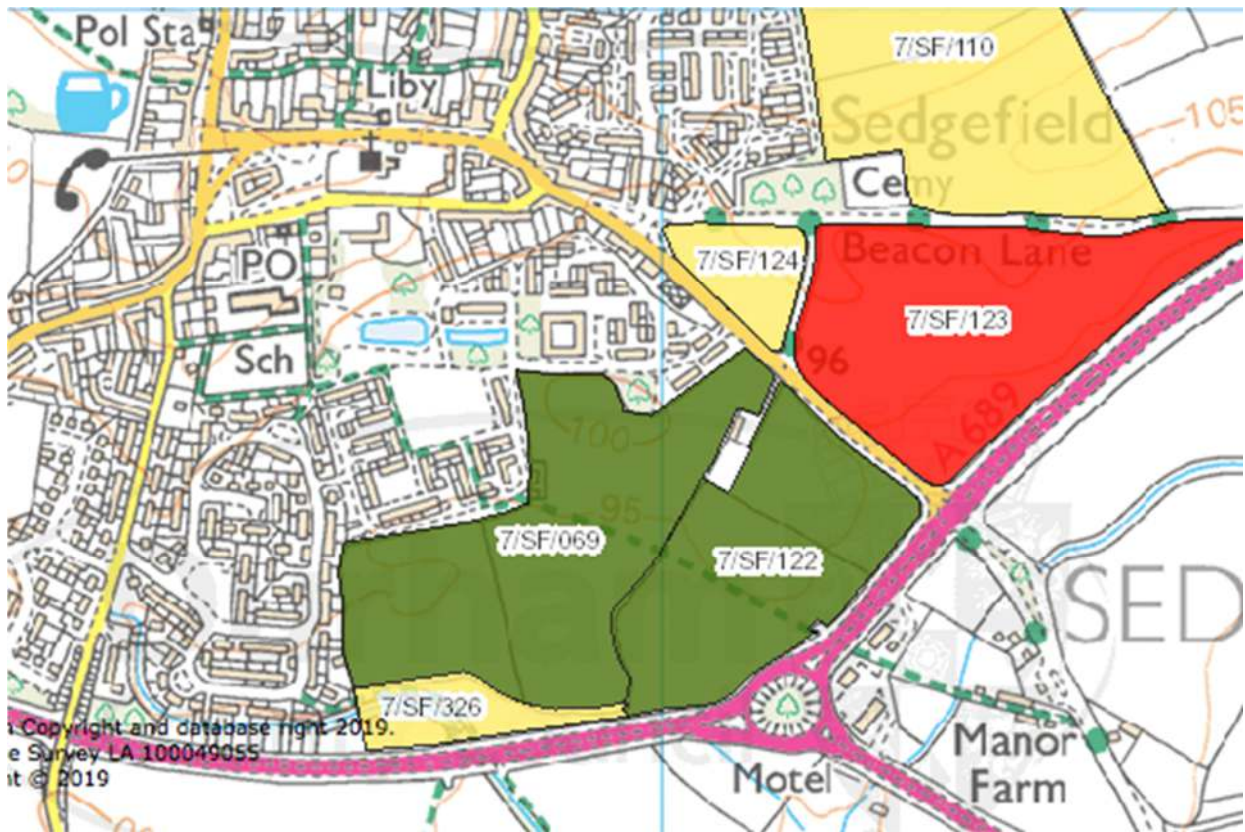 Pol Sta
7/SF/110
Liby
Sedgefield
105
Cemy
Beacon Lane
7/SF/124
PO
7/SF/123
Sch
96
A 689
100
95
7/SF/069
7/SF/122
SED
7/SF/326
Copyright and database right 2019.
e Survey LA 100049055
ht © 2019
Manor
Farm
Motel